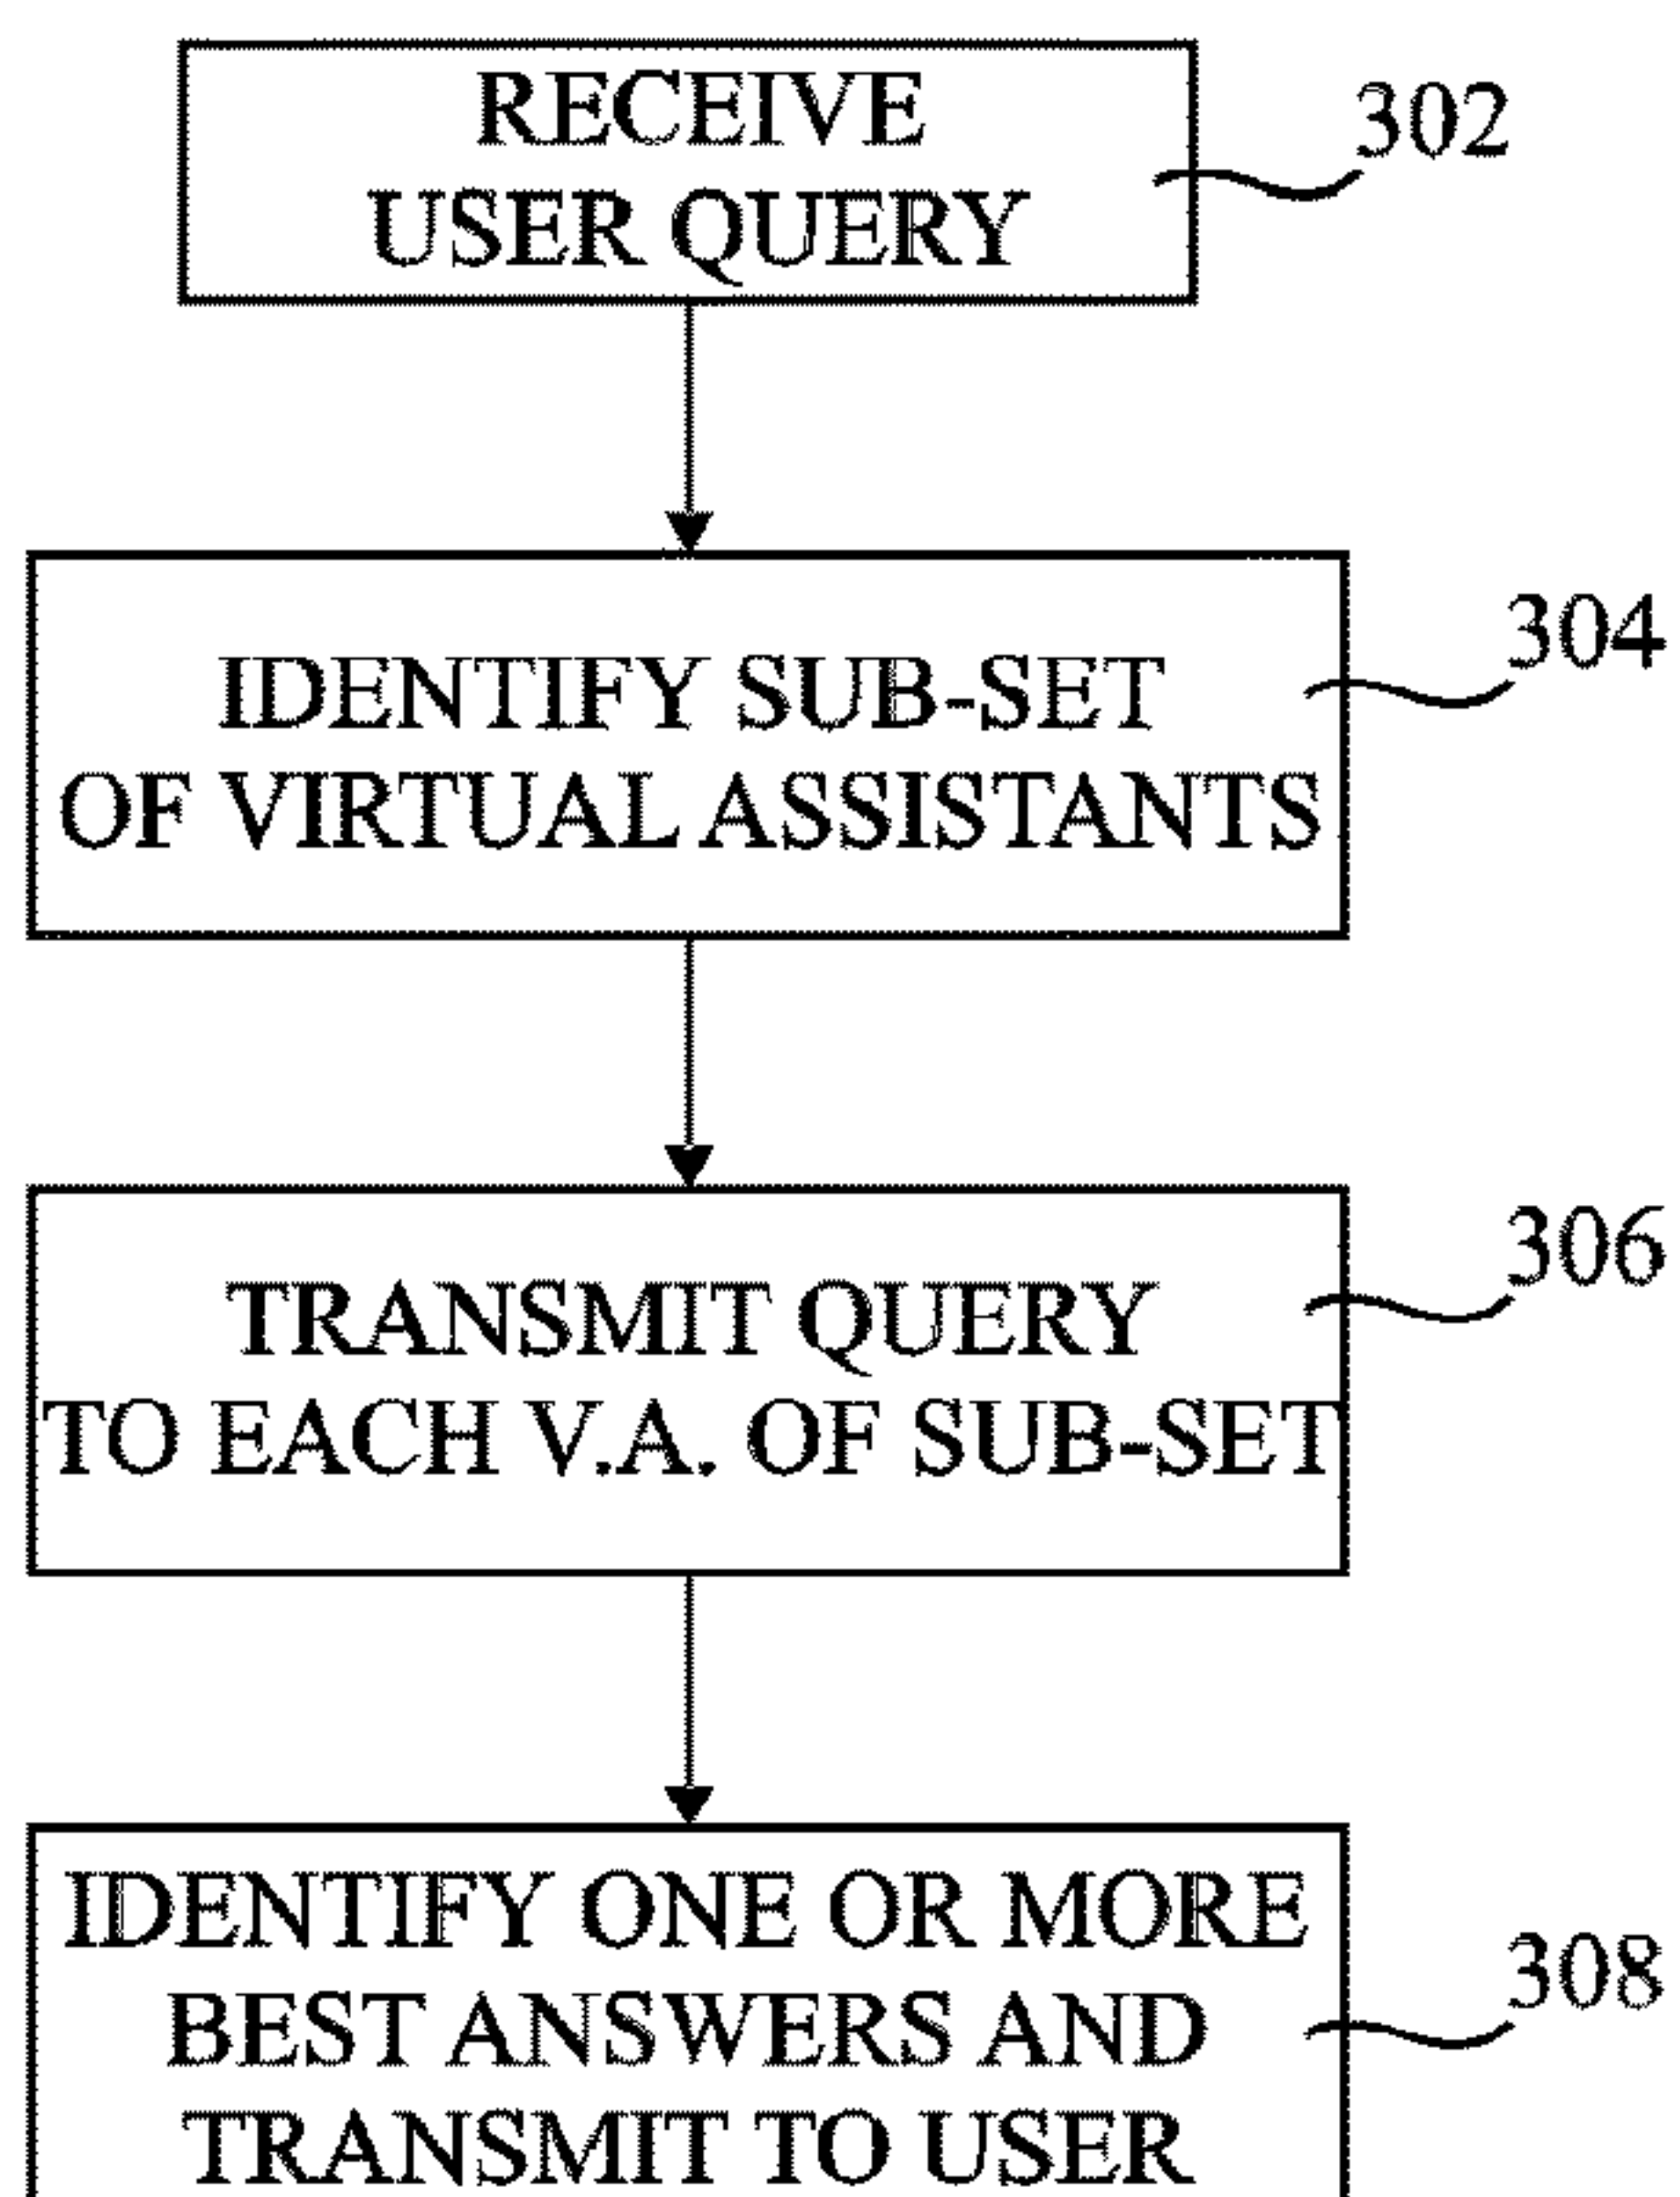 RECEIVE
USER QUERY
302
IDENTIFY SUB-SET
OF VIRTUAL ASSISTANTS
304
TRANSMIT QUERY
TO EACH V.A. OF SUB-SET
306
IDENTIFY ONE OR MORE
BEST ANSWERS AND
TRANSMIT TO USER
308